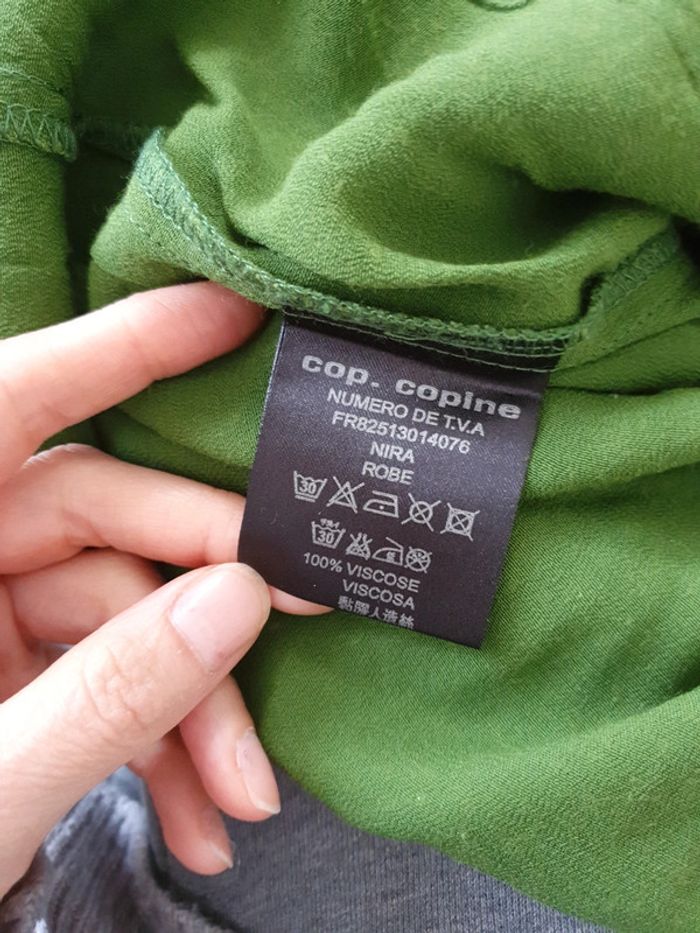 cop. copine
NUMERO DE T.V.A
FR82513014076
NIRA
ROBE
30
30
100% VISCOSE
VISCOSA
黏膠人造絲